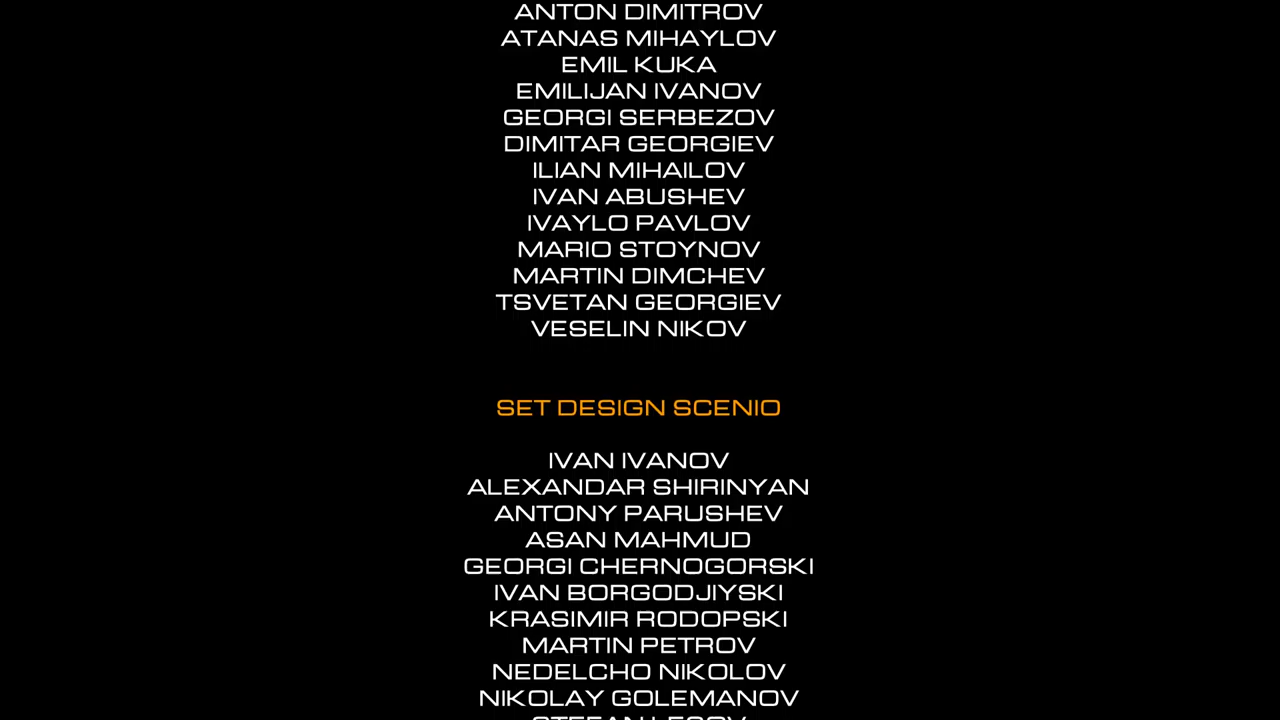 ANTON DIMITROV
ATANAS MIHAYLOV
EMIL KUKA
EMILIJAN IVANOV
GEORGI SERBEZOV
DIMITAR GEORGIEV
ILIAN MIHAILOV
IVAN ABUSHEV
IVAYLO PAVLOV
MARIO STOYNOV
MARTIN DIMCHEV
TSVETAN GEORGIEV
VESELIN NIKOV
SET DESIGN SCENIO
IVAN IVANOV
ALEXANDAR SHIRINYAN
ANTONY PARUSHEV
ASAN MAHMUD
GEORGI CHERNOGORSKI
IVAN BORGODJIYSKI
KRASIMIR RODOPSKI
MARTIN PETROV
NEDELCHO NIKOLOV
NIKOLAY GOLEMANOV
STEFAN